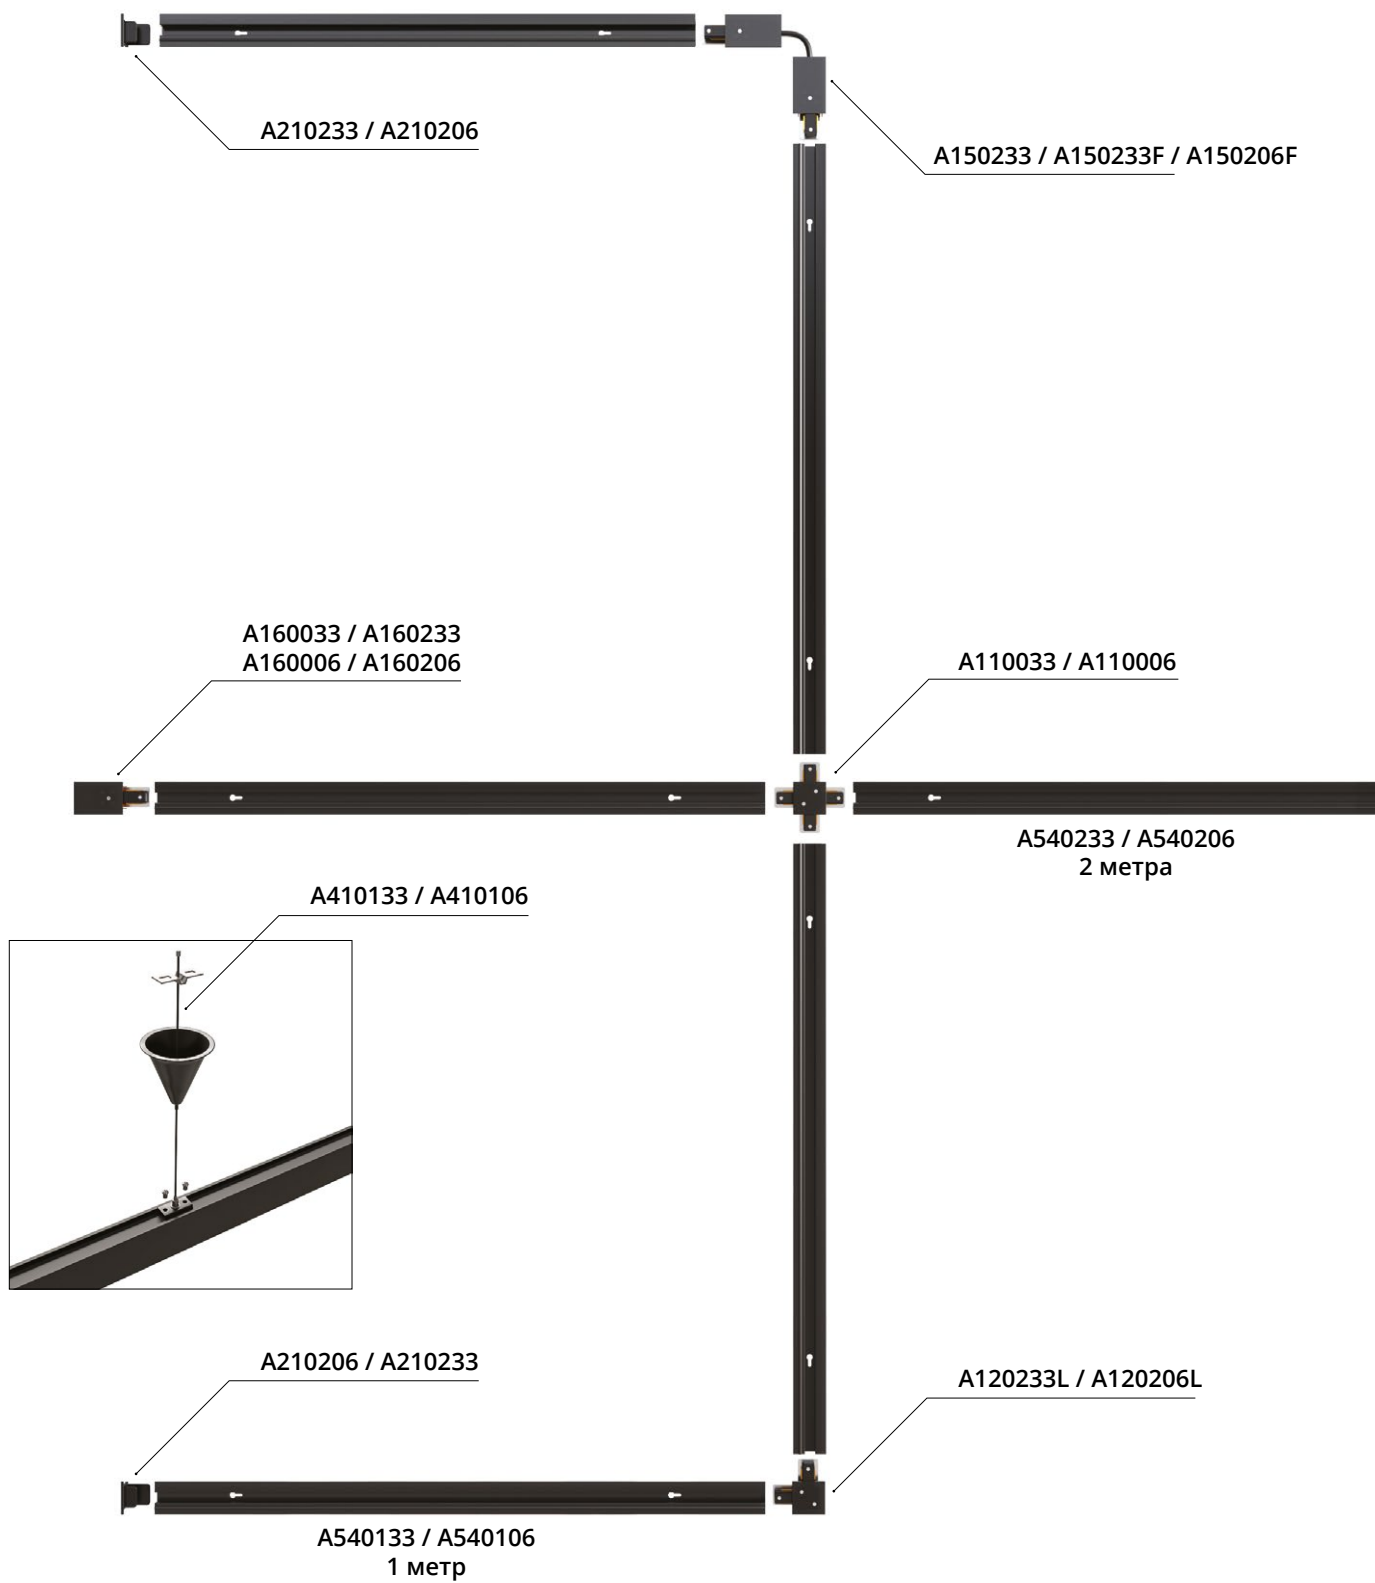 A210233 / A210206
A150233 / A150233F / A150206F
A160033 / A160233
A160006 / A160206
A110033 / A110006
A540233 / A540206
2 метра
A410133 / A410106
A210206 / A210233
A120233L / A120206L
A540133 / A540106
1 метр